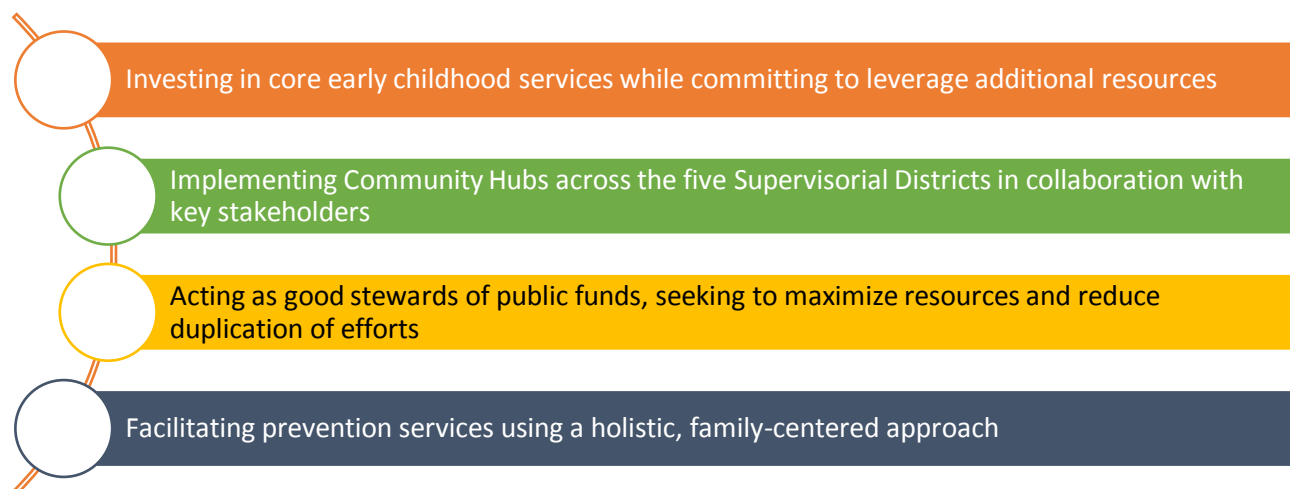 Investing in core early childhood services while committing to leverage additional resources
Implementing Community Hubs across the five Supervisorial Districts in collaboration with
key stakeholders
Acting as good stewards of public funds, seeking to maximize resources and reduce
duplication of efforts
Facilitating prevention services using a holistic, family-centered approach